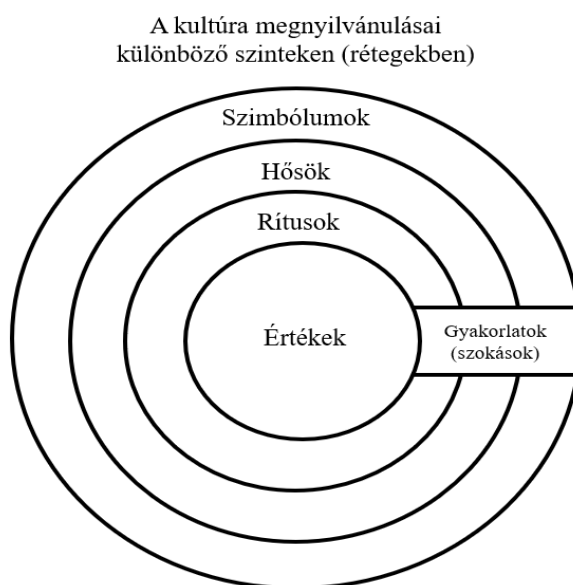 A kultúra megnyilvánulásai
különböző szinteken (rétegekben)
Szimbólumok
Hősök
Rítusok
Értékek
Gyakorlatok
(szokások)